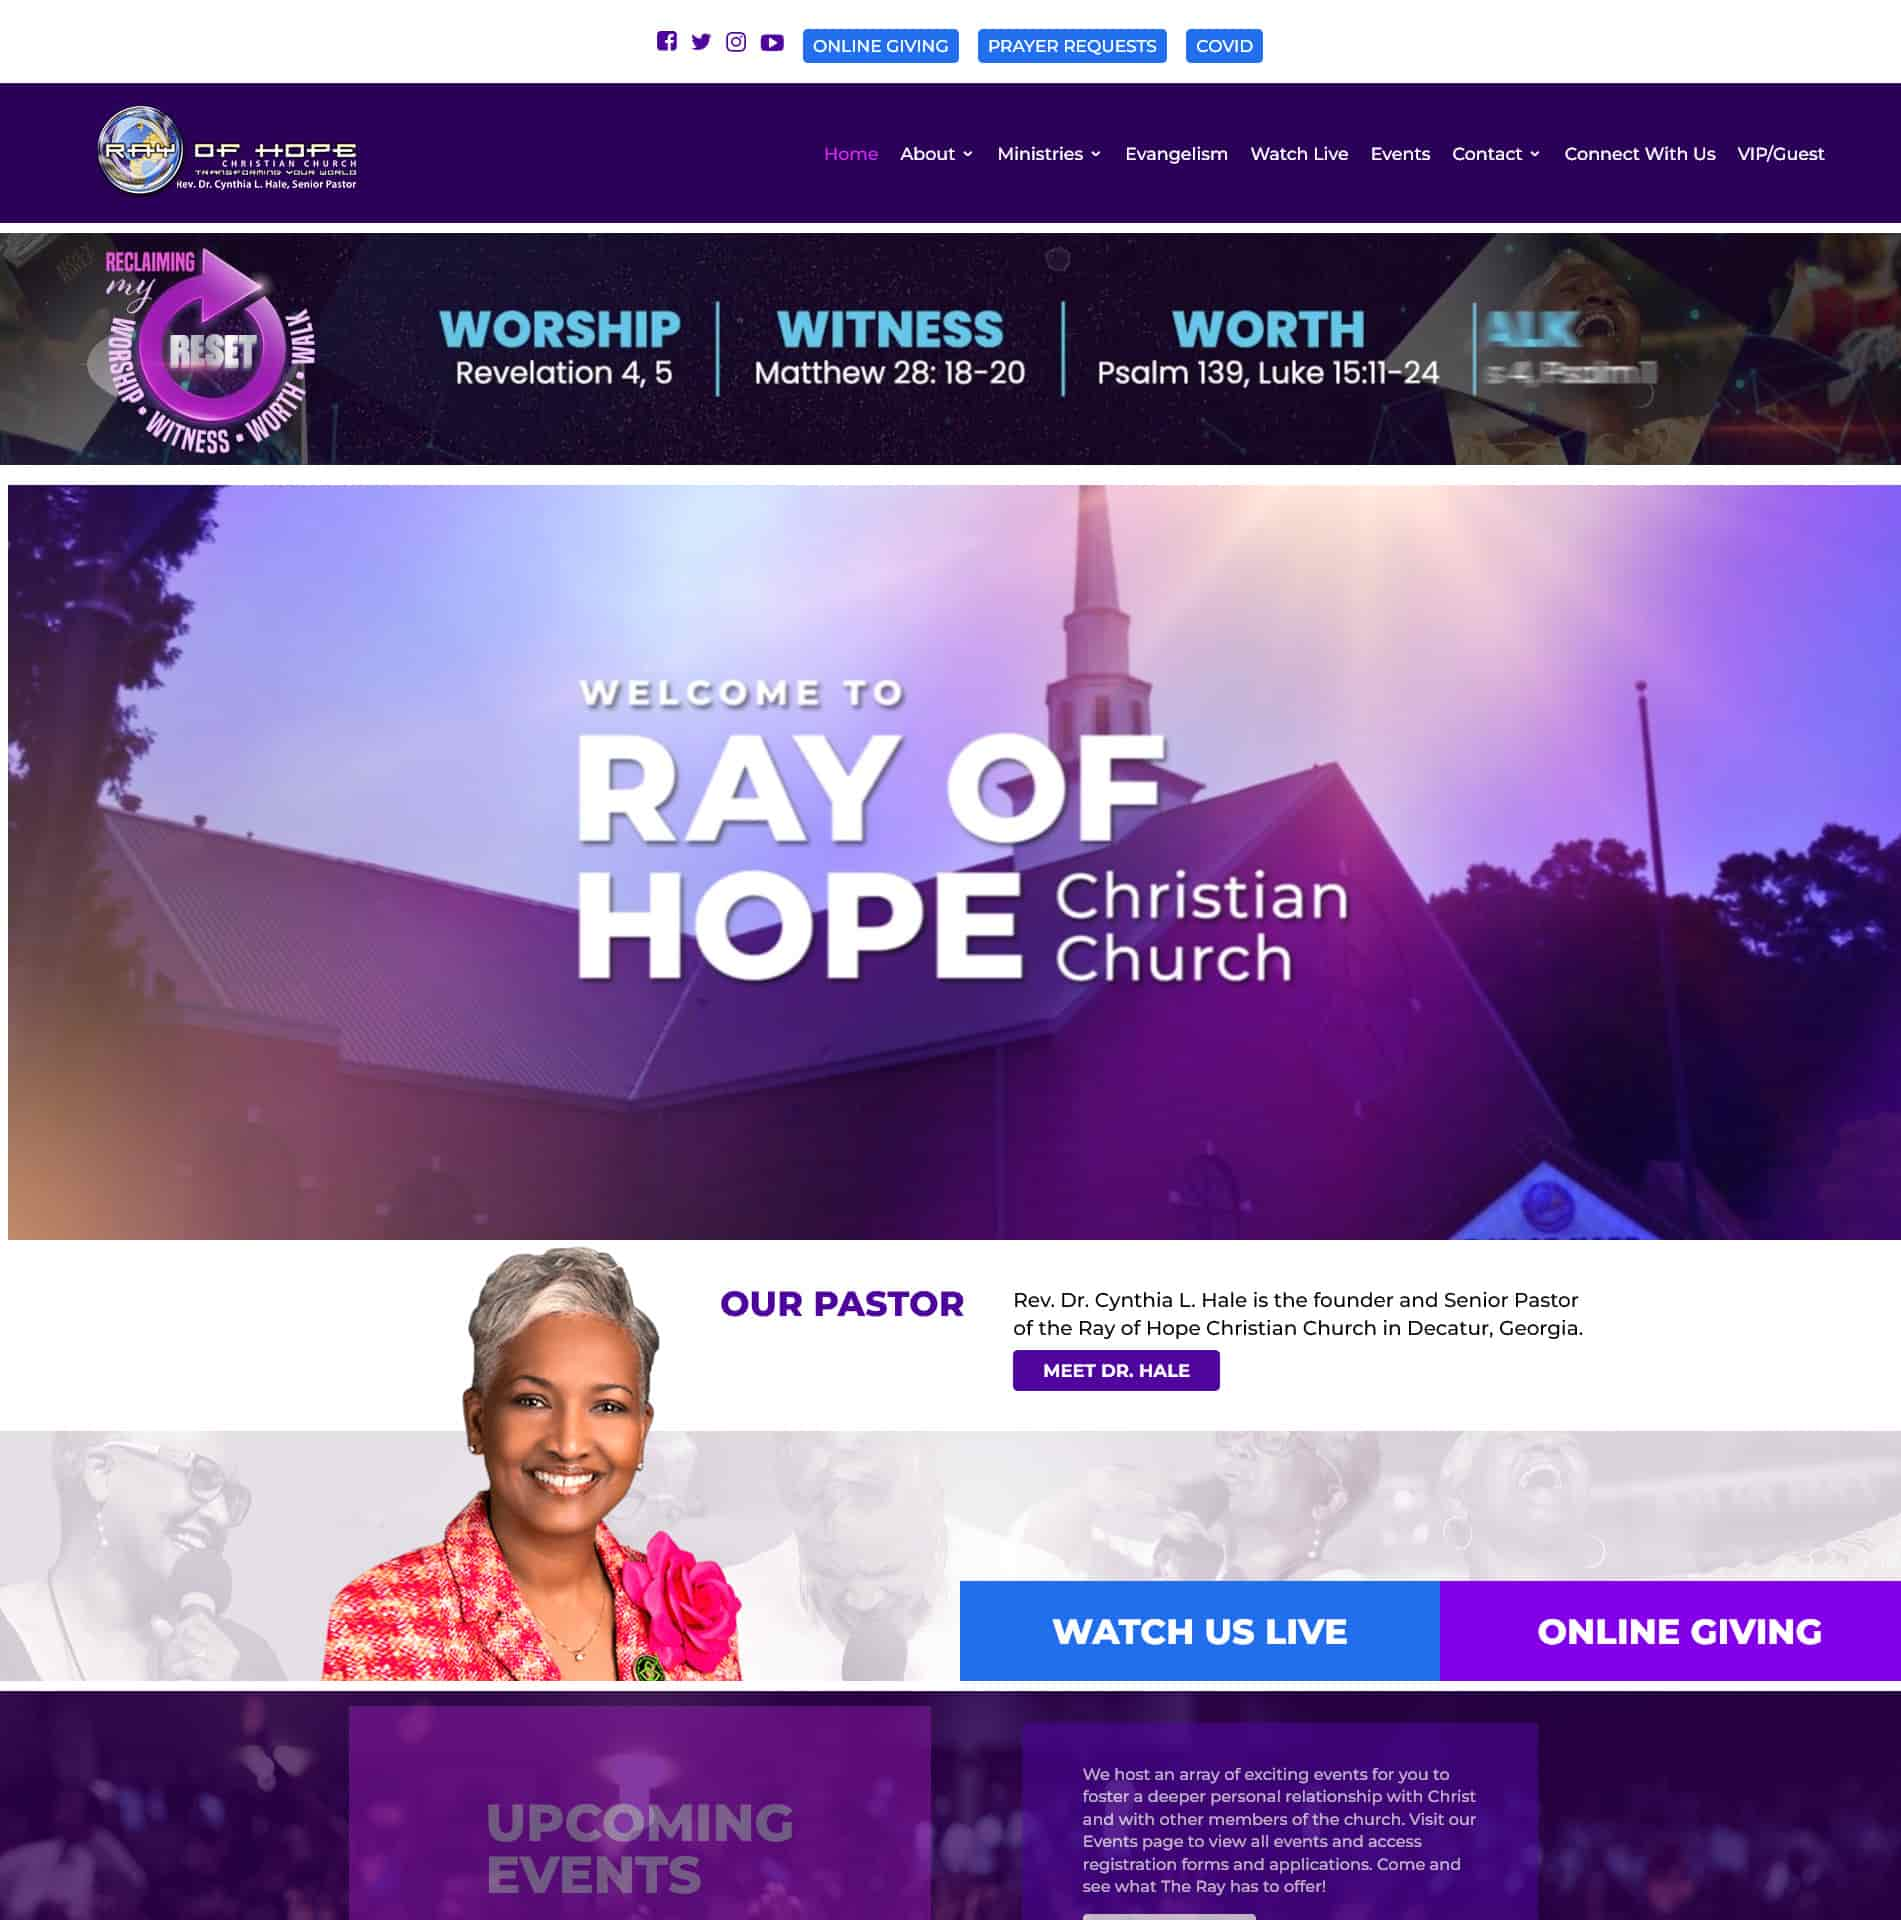 ONLINE GIVING PRAYER REQUESTS COVID
RAY OF HOPE
CHRISTIAN CHURCH
TRANSFORMING YOUR WORLD
Rev. Dr. Cynthia L. Hale, Senior Pastor
Home About Ministries Evangelism Watch Live Events Contact Connect With Us VIP/Guest
RECLAIMING
my
RESET
WORSHIP • WITNESS • WORTH • WALK
WORSHIP
Revelation 4, 5
WITNESS
Matthew 28: 18-20
WORTH
Psalm 139, Luke 15:11-24
ALK
WELCOME TO
RAY OF
HOPE Christian
Church
OUR PASTOR
Rev. Dr. Cynthia L. Hale is the founder and Senior Pastor
of the Ray of Hope Christian Church in Decatur, Georgia.
MEET DR. HALE
WATCH US LIVE
ONLINE GIVING
UPCOMING
EVENTS
We host an array of exciting events for you to
foster a deeper personal relationship with Christ
and with other members of the church. Visit our
Events page to view all events and access
registration forms and applications. Come and
see what The Ray has to offer!